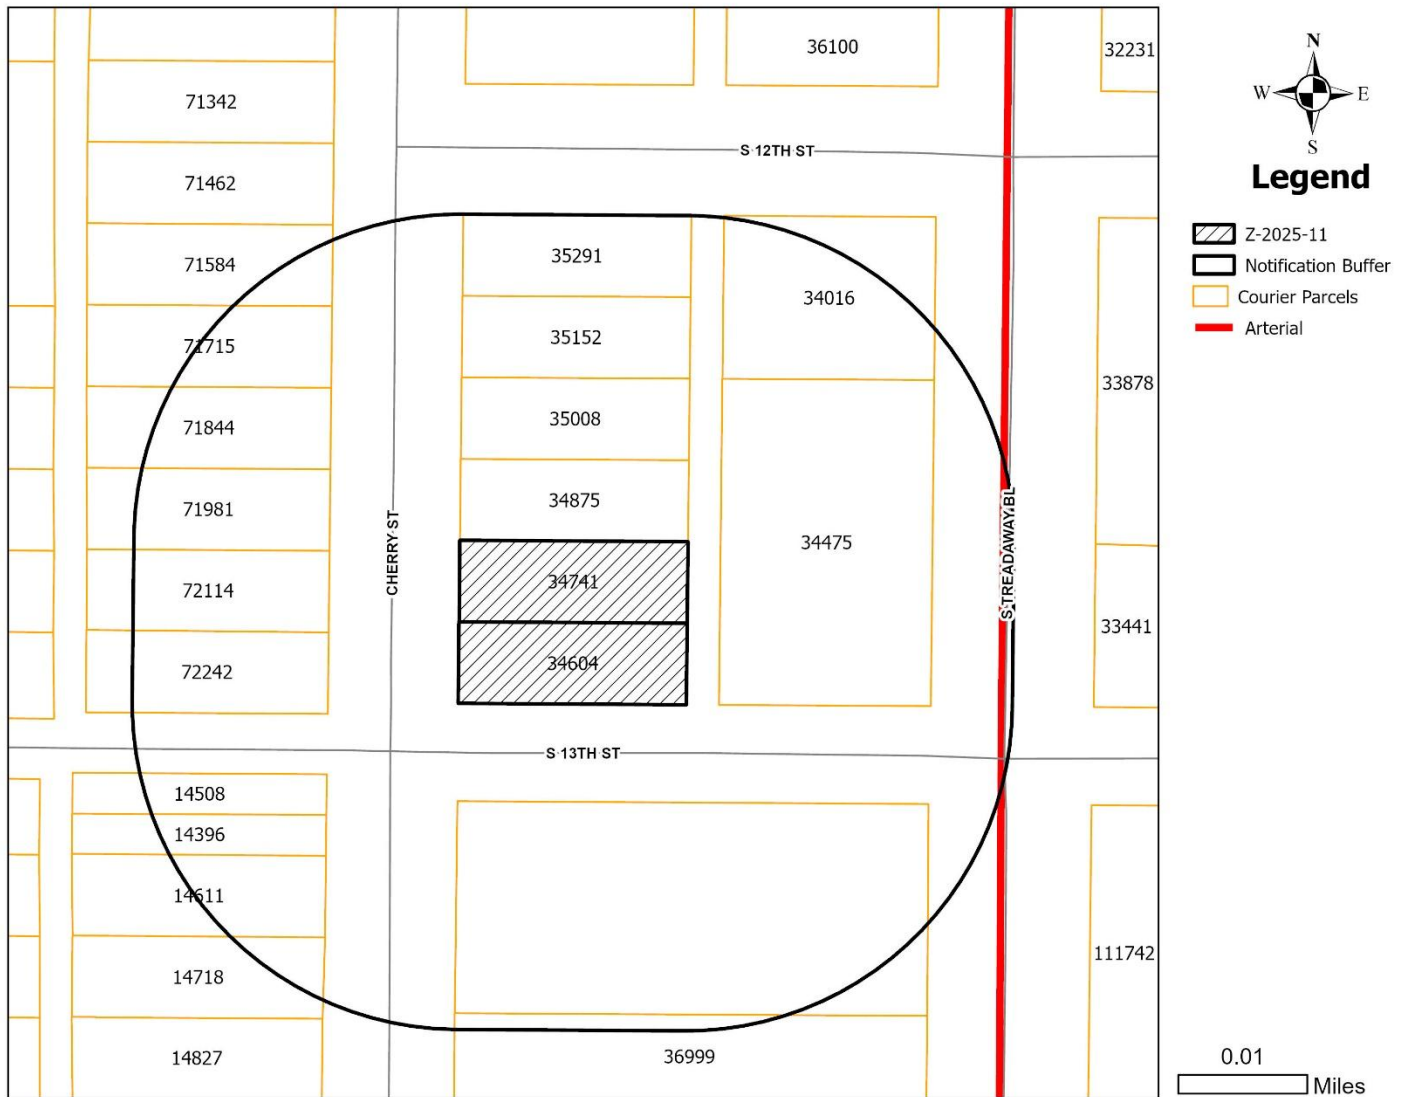 36100
32231
71342
S 12TH ST
71462
71584
35291
34016
71715
35152
33878
71844
35008
71981
34875
CHERRY ST
34475
S TREADAWAY BL
72114
34741
33441
72242
34604
S 13TH ST
14508
14396
14611
14718
111742
14827
36999
N
W
E
S
Legend
Z-2025-11
Notification Buffer
Courier Parcels
Arterial
0.01
Miles